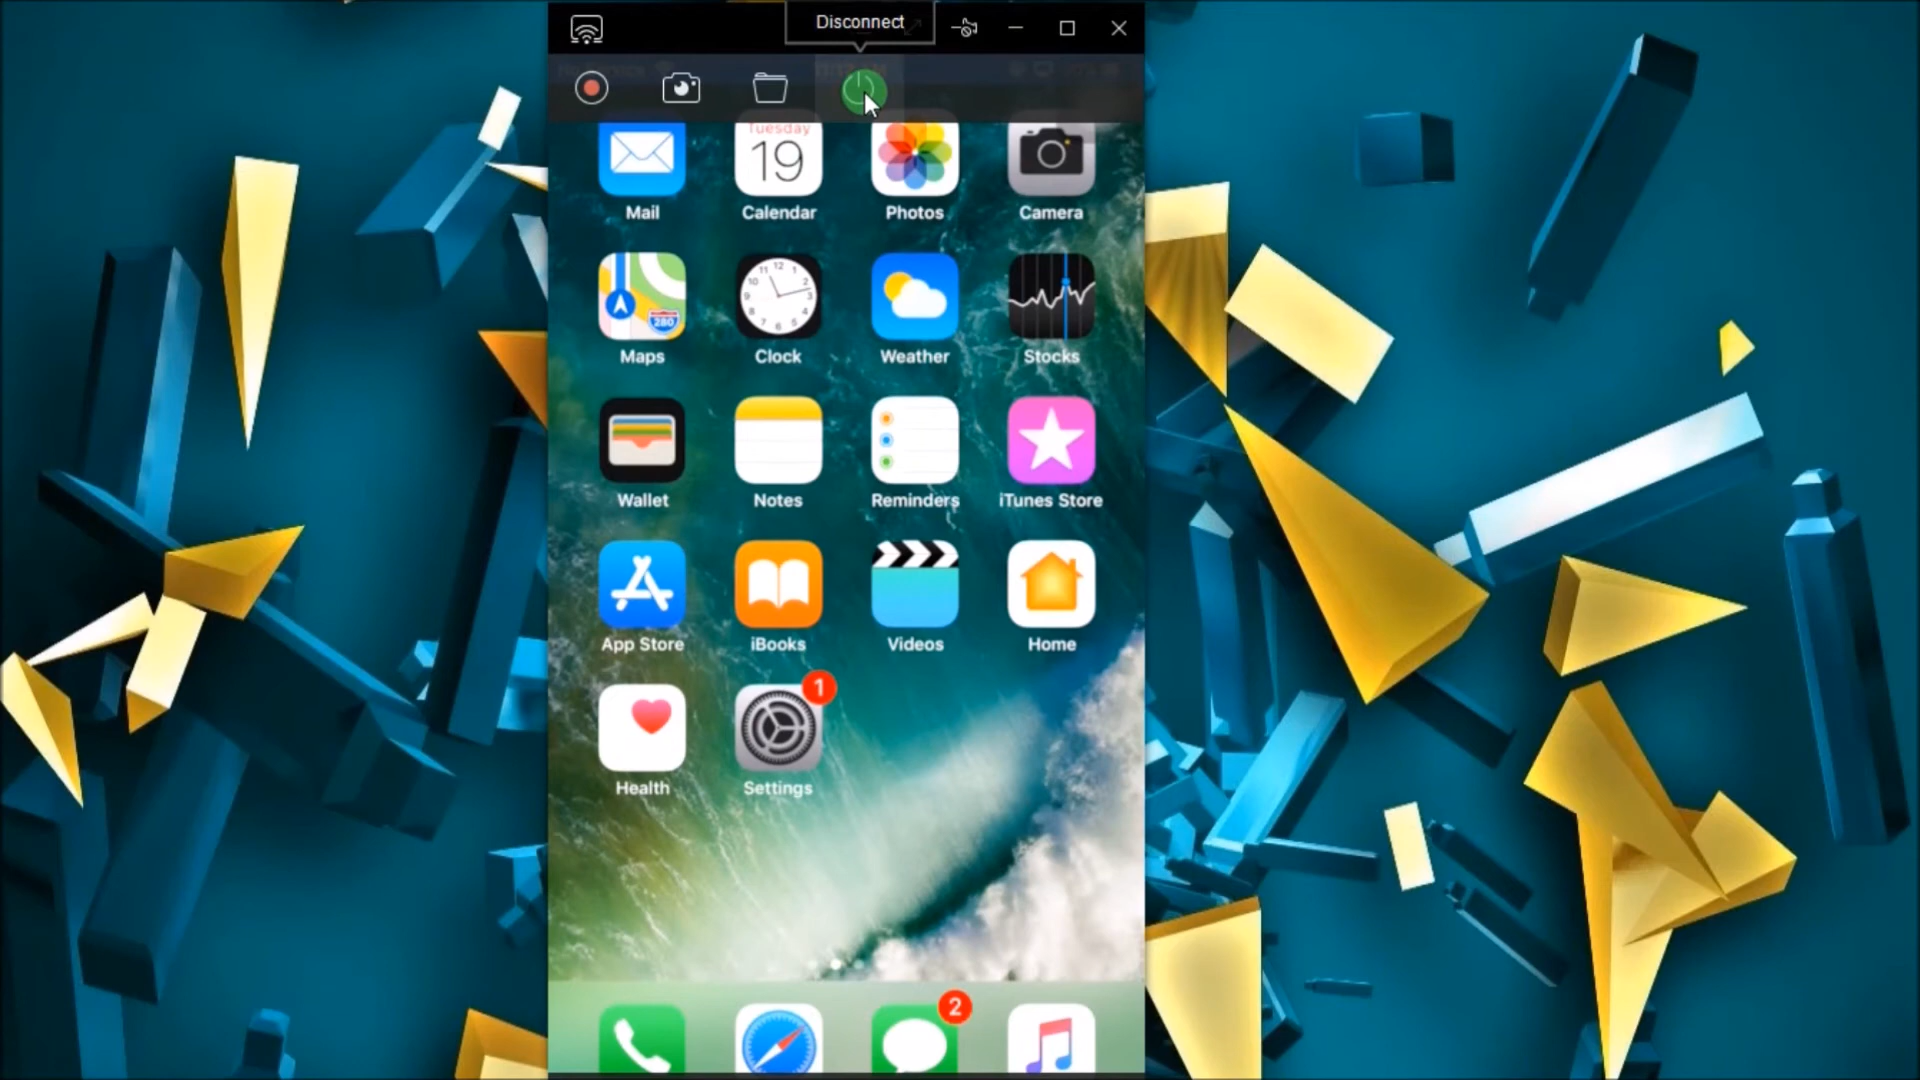 Disconnect
Tuesday
19
Mail Calendar Photos Camera
280
Maps Clock Weather Stocks
Wallet Notes Reminders iTunes Store
App Store iBooks Videos Home
1
Health Settings
2